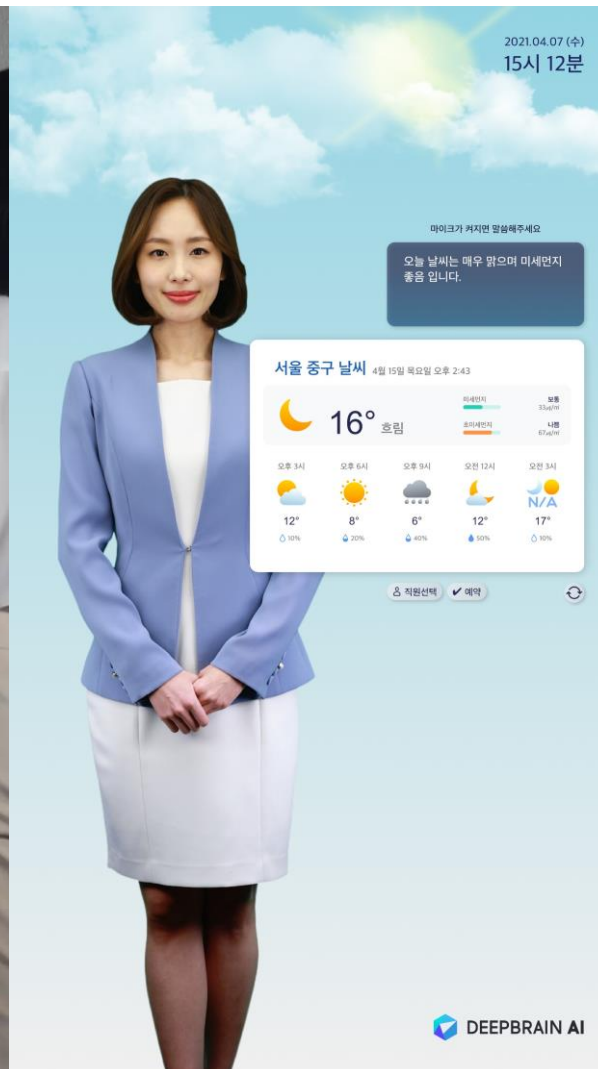 2021.04.07 (수)
15시 12분
마이크가 켜지면 말씀해주세요
오늘 날씨는 매우 맑으며 미세먼지
좋음 입니다.
서울 중구 날씨 4월 15일 목요일 오후 2:43
16° 흐림
미세먼지 보통
33㎍/㎥
초미세먼지 나쁨
67㎍/㎥
오후 3시 오후 6시 오후 9시 오전 12시 오전 3시
N/A
12° 8° 6° 12° 17°
10% 20% 40% 50% 10%
직원선택 예약
DEEPBRAIN AI